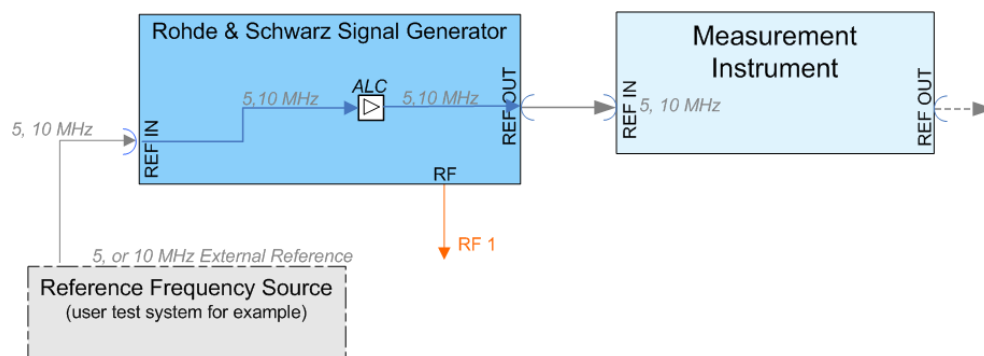 Rohde & Schwarz Signal Generator
Measurement
Instrument
ALC
5,10 MHz
5,10 MHz
REF OUT
REF IN
5, 10 MHz
REF OUT
5, 10 MHz
REF IN
RF
RF 1
5, or 10 MHz External Reference
Reference Frequency Source
(user test system for example)